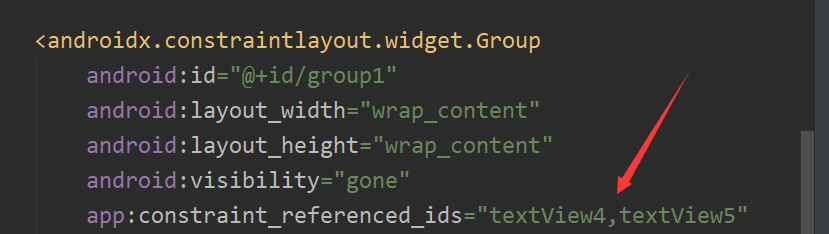 <androidx.constraintlayout.widget.Group
android:id="@+id/group1"
android:layout_width="wrap_content"
android:layout_height="wrap_content"
android:visibility="gone"
app:constraint_referenced_ids="textView4,textView5"